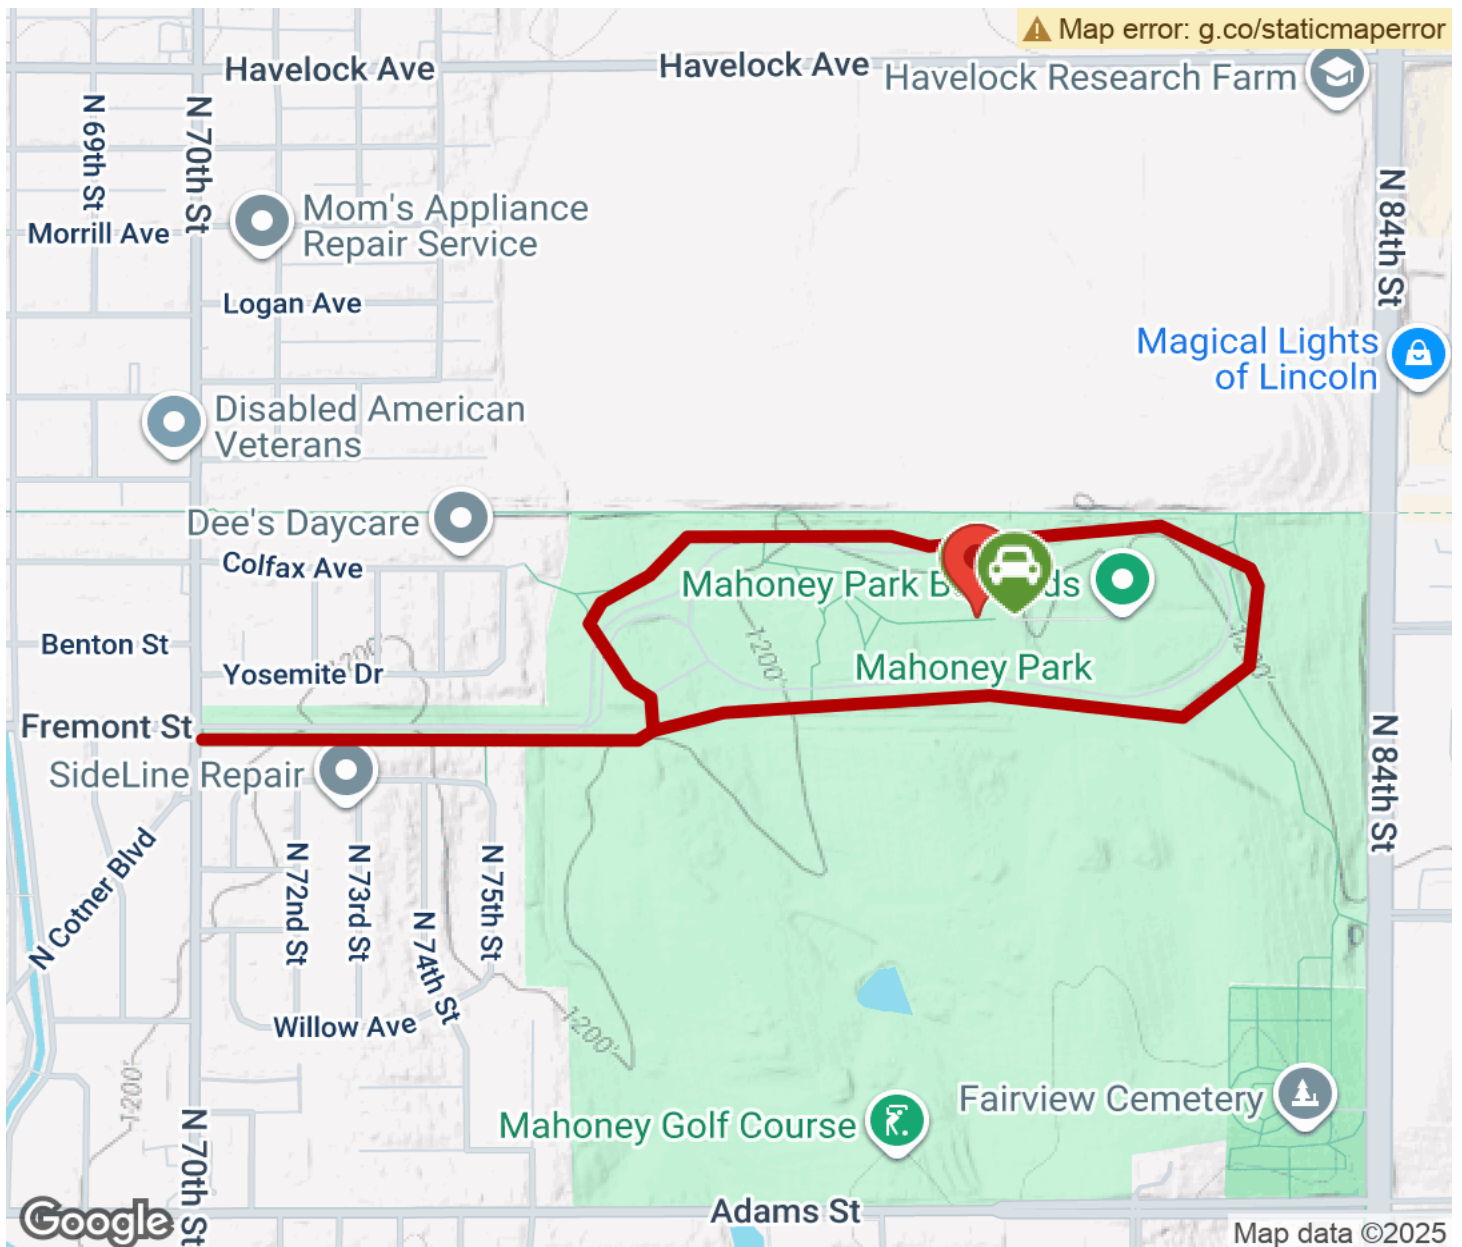 Map error: g.co/staticmaperror
Havelock Ave
Havelock Ave
Havelock Research Farm
N 69th St
N 70th St
N 84th St
Mom's Appliance
Repair Service
Morrill Ave
Logan Ave
Magical Lights
of Lincoln
Disabled American
Veterans
Dee's Daycare
Colfax Ave
Mahoney Park
Benton St
1200'
1200'
1200'
Yosemite Dr
Mahoney Park
Fremont St
N 84th St
SideLine Repair
N Cotner Blvd
N 72nd St
N 73rd St
N 74th St
N 75th St
Willow Ave
1200'
1200'
Fairview Cemetery
Mahoney Golf Course
N 70th St
Adams St
Google
Map data ©2025